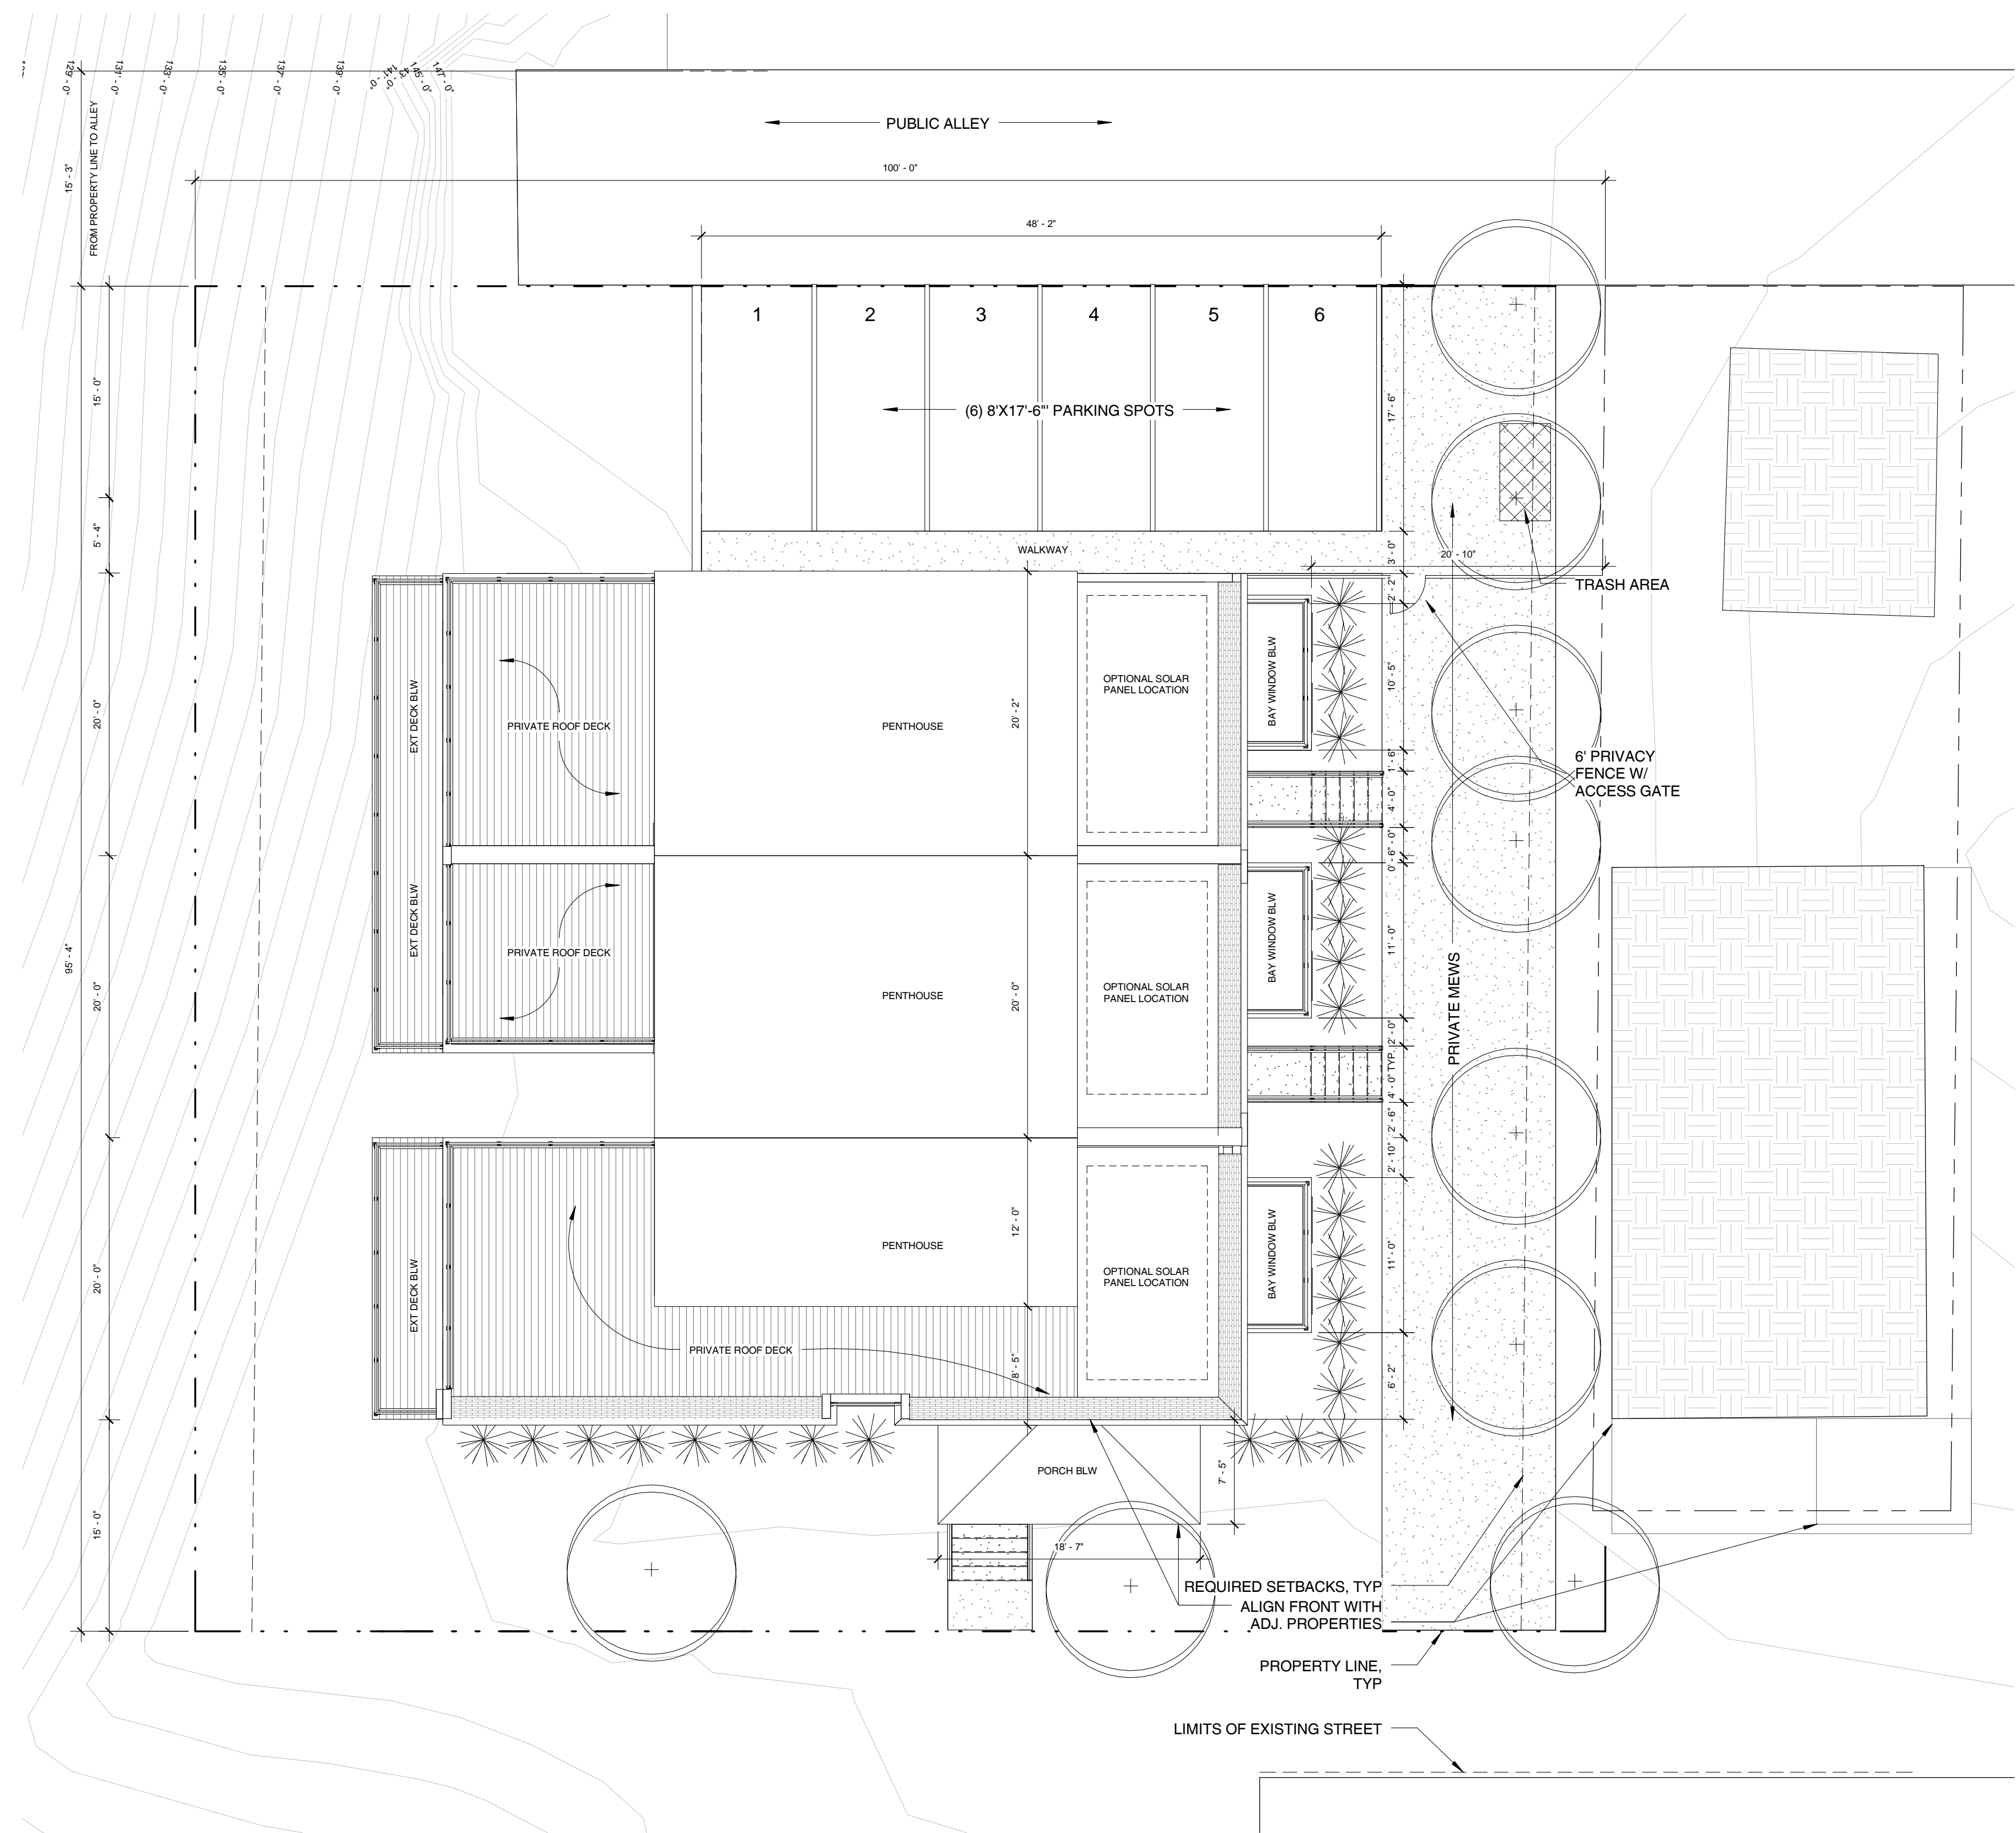 129' - 0"
131' - 0"
133' - 0"
135' - 0"
137' - 0"
139' - 0"
145' - 0"
147' - 0"
FROM PROPERTY LINE TO ALLEY
15' - 3"
PUBLIC ALLEY
100' - 0"
48' - 2"
1
2
3
4
5
6
(6) 8'X17'-6"' PARKING SPOTS
17' - 6"
15' - 0"
5' - 4"
WALKWAY
3' - 0"
20' - 10"
TRASH AREA
2' - 2"
EXT DECK BLW
PRIVATE ROOF DECK
PENTHOUSE
20' - 2"
OPTIONAL SOLAR
PANEL LOCATION
BAY WINDOW BLW
10' - 5"
20' - 0"
1' - 6"
6' PRIVACY
FENCE W/
ACCESS GATE
4' - 0"
6' - 0"
0' - 6"
EXT DECK BLW
PRIVATE ROOF DECK
PENTHOUSE
20' - 0"
OPTIONAL SOLAR
PANEL LOCATION
BAY WINDOW BLW
11' - 0"
95' - 4"
20' - 0"
PRIVATE MEWS
2' - 0"
4' - 0" TYP.
2' - 6"
2' - 10"
EXT DECK BLW
PENTHOUSE
12' - 0"
OPTIONAL SOLAR
PANEL LOCATION
BAY WINDOW BLW
11' - 0"
20' - 0"
PRIVATE ROOF DECK
8' - 5"
6' - 2"
PORCH BLW
7' - 5"
15' - 0"
18' - 7"
REQUIRED SETBACKS, TYP
ALIGN FRONT WITH
ADJ. PROPERTIES
PROPERTY LINE,
TYP
LIMITS OF EXISTING STREET